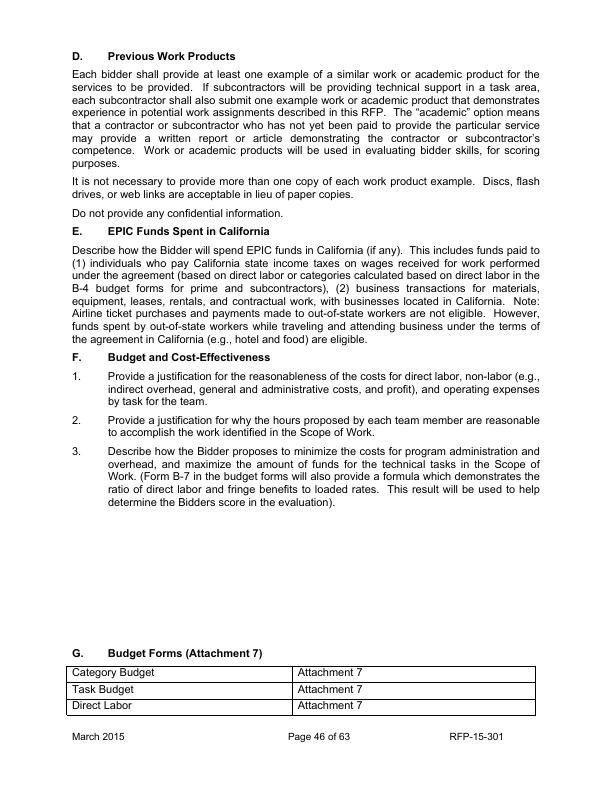 D. Previous Work Products
Each bidder shall provide at least one example of a similar work or academic product for the
services to be provided. If subcontractors will be providing technical support in a task area,
each subcontractor shall also submit one example work or academic product that demonstrates
experience in potential work assignments described in this RFP. The “academic” option means
that a contractor or subcontractor who has not yet been paid to provide the particular service
may provide a written report or article demonstrating the contractor or subcontractor’s
competence. Work or academic products will be used in evaluating bidder skills, for scoring
purposes.
It is not necessary to provide more than one copy of each work product example. Discs, flash
drives, or web links are acceptable in lieu of paper copies.
Do not provide any confidential information.
E. EPIC Funds Spent in California
Describe how the Bidder will spend EPIC funds in California (if any). This includes funds paid to
(1) individuals who pay California state income taxes on wages received for work performed
under the agreement (based on direct labor or categories calculated based on direct labor in the
B-4 budget forms for prime and subcontractors), (2) business transactions for materials,
equipment, leases, rentals, and contractual work, with businesses located in California. Note:
Airline ticket purchases and payments made to out-of-state workers are not eligible. However,
funds spent by out-of-state workers while traveling and attending business under the terms of
the agreement in California (e.g., hotel and food) are eligible.
F. Budget and Cost-Effectiveness
1. Provide a justification for the reasonableness of the costs for direct labor, non-labor (e.g.,
indirect overhead, general and administrative costs, and profit), and operating expenses
by task for the team.
2. Provide a justification for why the hours proposed by each team member are reasonable
to accomplish the work identified in the Scope of Work.
3. Describe how the Bidder proposes to minimize the costs for program administration and
overhead, and maximize the amount of funds for the technical tasks in the Scope of
Work. (Form B-7 in the budget forms will also provide a formula which demonstrates the
ratio of direct labor and fringe benefits to loaded rates. This result will be used to help
determine the Bidders score in the evaluation).
G. Budget Forms (Attachment 7)
Category Budget Attachment 7
Task Budget Attachment 7
Direct Labor Attachment 7
March 2015 Page 46 of 63 RFP-15-301